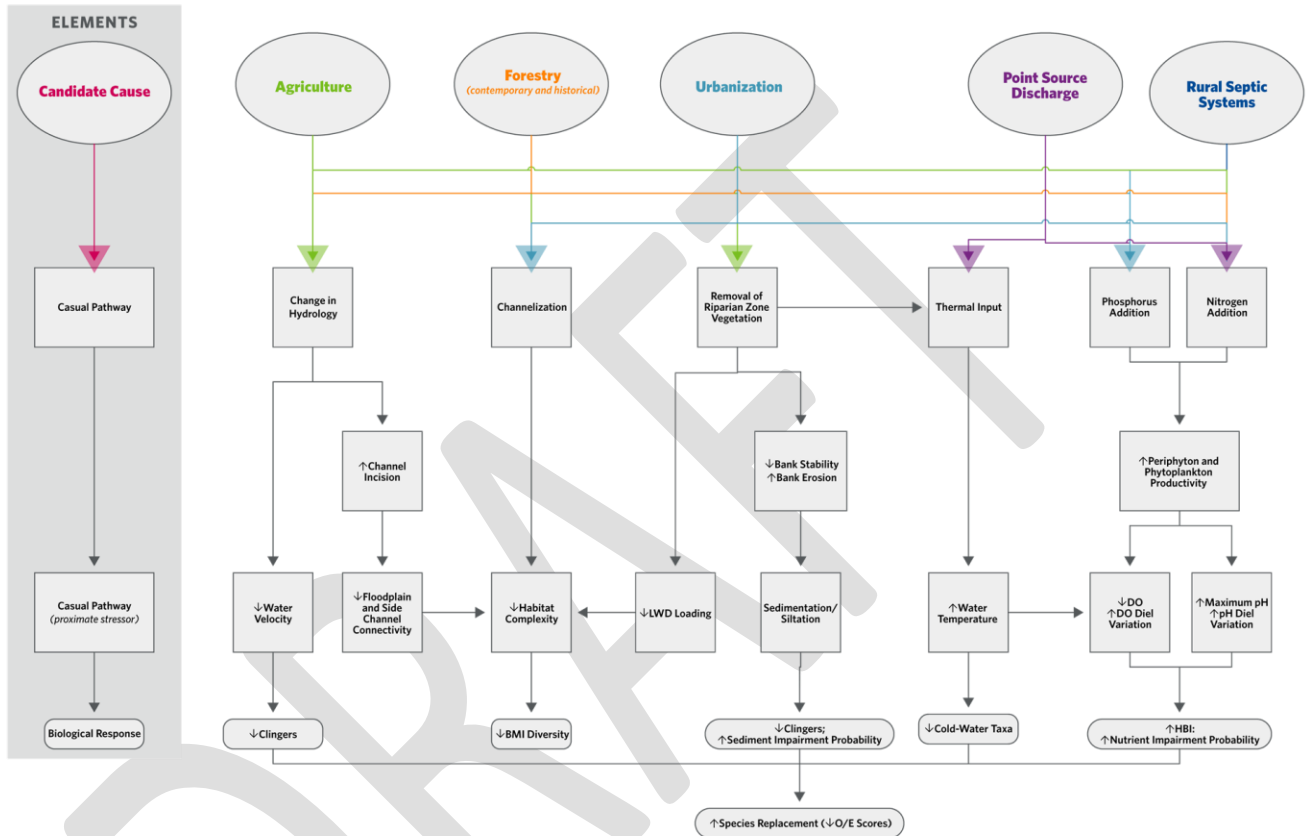 ELEMENTS
Candidate Cause
Agriculture
Forestry
(contemporary and historical)
Urbanization
Point Source
Discharge
Rural Septic
Systems
Casual Pathway
Change in
Hydrology
Channelization
Removal of
Riparian Zone
Vegetation
Thermal Input
Phosphorus
Addition
Nitrogen
Addition
↑Channel
Incision
↓Bank Stability
↑Bank Erosion
↑Periphyton and
Phytoplankton
Productivity
Casual Pathway
(proximate stressor)
↓Water
Velocity
↓Floodplain
and Side
Channel
Connectivity
↓Habitat
Complexity
↓LWD Loading
Sedimentation/
Siltation
↑Water
Temperature
↓DO
↑DO Diel
Variation
↑Maximum pH
↑pH Diel
Variation
Biological Response
↓Clingers
↓BMI Diversity
↓Clingers;
↑Sediment Impairment Probability
↓Cold-Water Taxa
↑HBI:
↑Nutrient Impairment Probability
↑Species Replacement (↓O/E Scores)
DRAFT